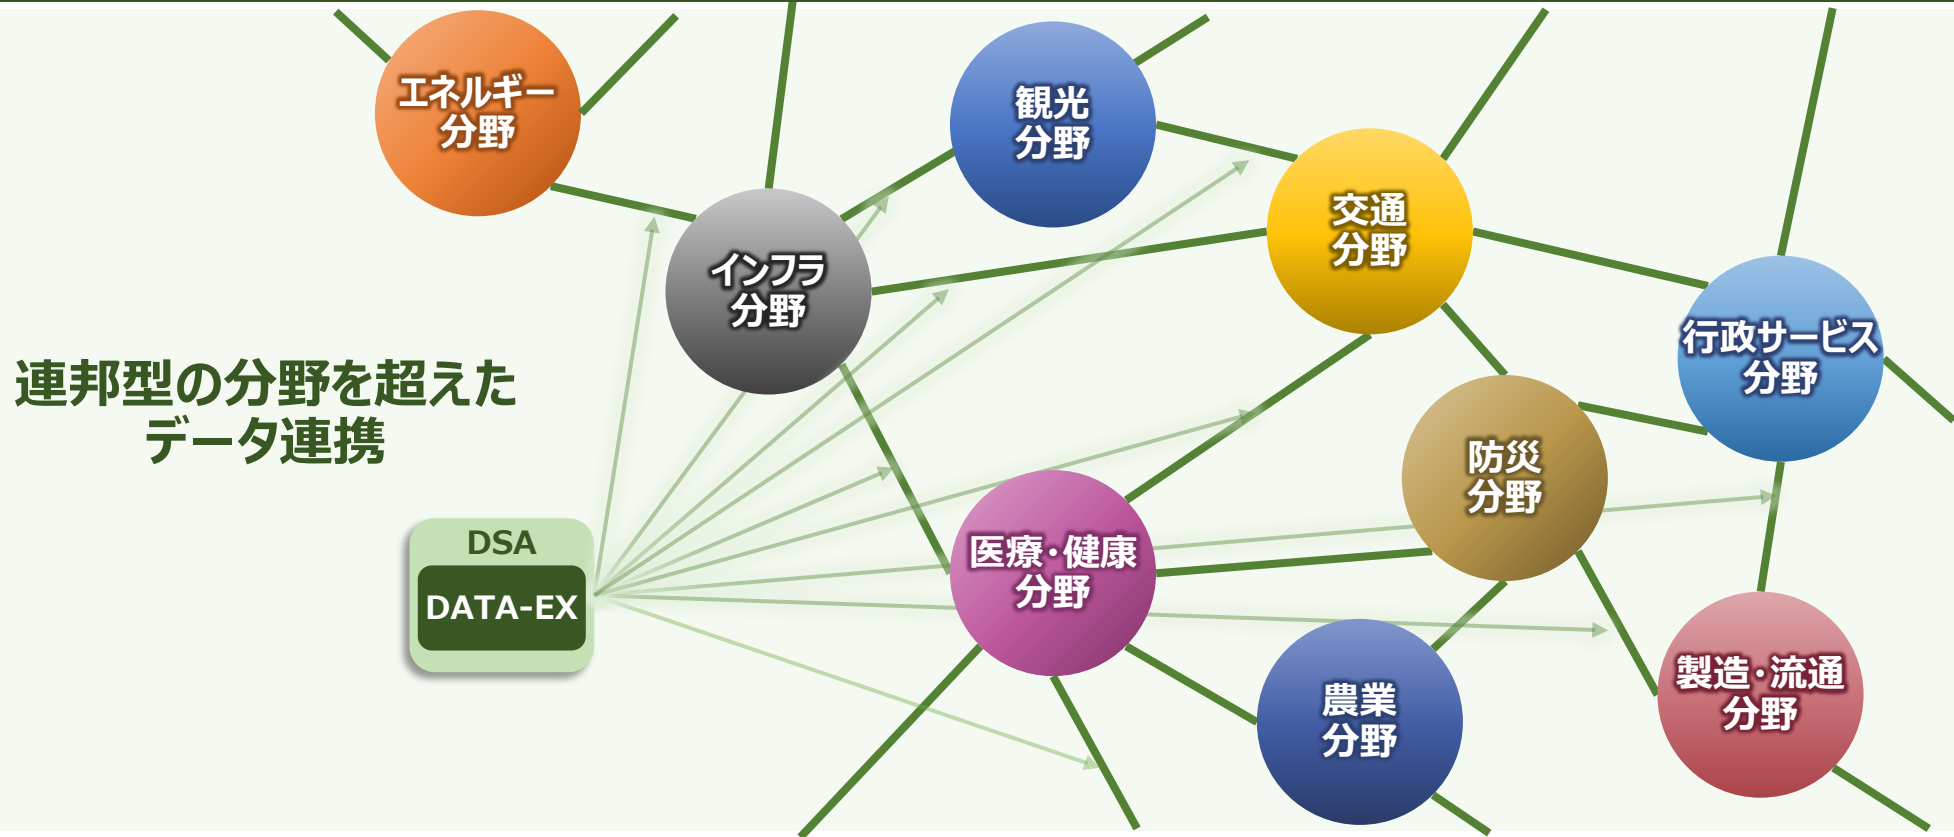 エネルギー
分野
観光
分野
交通
分野
インフラ
分野
行政サービス
分野
連邦型の分野を超えた
データ連携
防災
分野
DSA
DATA-EX
医療・健康
分野
農業
分野
製造・流通
分野